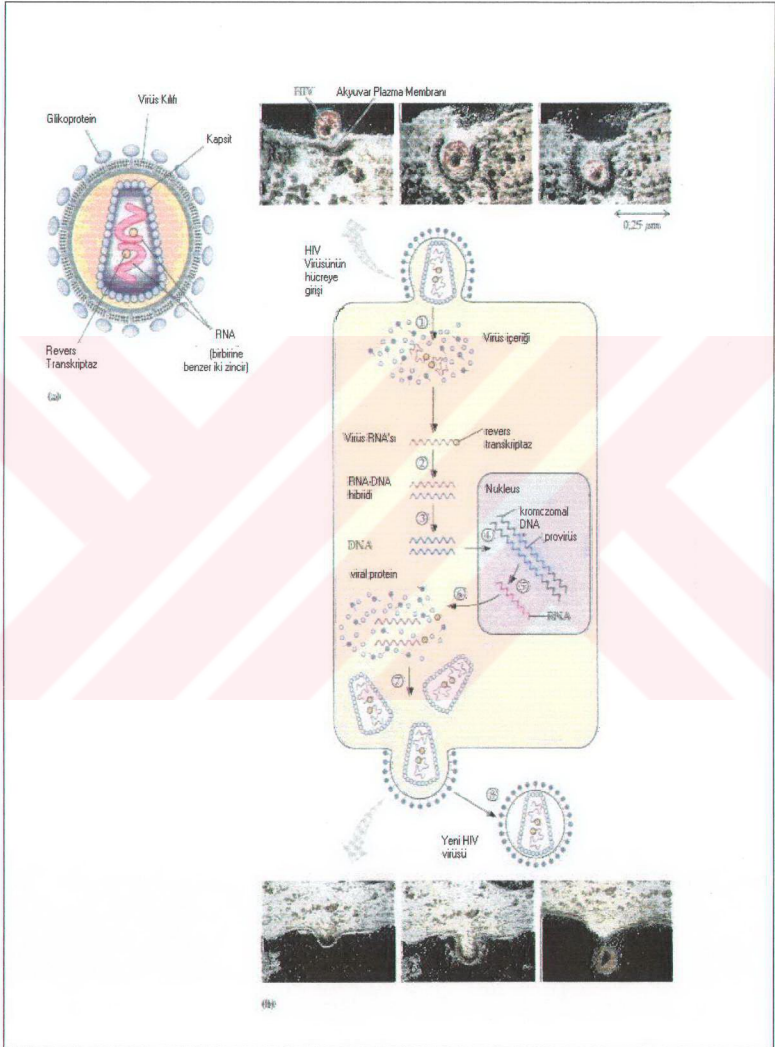 HIV Akyuvar Plazma Membranı
Virüs Kılıfı
Glikoprotein
Kapsit
0,25 µm
HIV
Virüsünün
hücreye
girişi
RNA
(birbirine
benzer iki zincir)
Revers
Transkriptaz
(a)
1
Virüs içeriği
Virüs RNA'sı
revers
transkriptaz
2
RNA-DNA
hibridi
Nukleus
kromozomal
DNA
provirüs
3
4
DNA
5
viral protein
6
RNA
7
8
Yeni HIV
virüsü
(b)